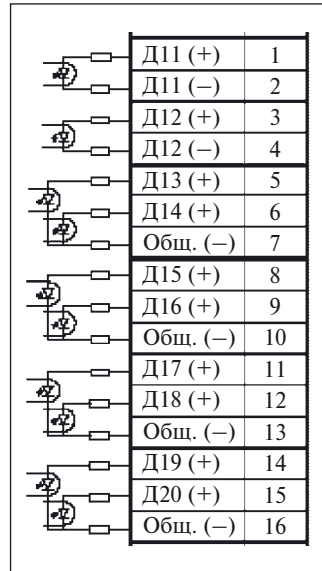 Д11 (+) 1
Д11 (−) 2
Д12 (+) 3
Д12 (−) 4
Д13 (+) 5
Д14 (+) 6
Общ. (−) 7
Д15 (+) 8
Д16 (+) 9
Общ. (−) 10
Д17 (+) 11
Д18 (+) 12
Общ. (−) 13
Д19 (+) 14
Д20 (+) 15
Общ. (−) 16